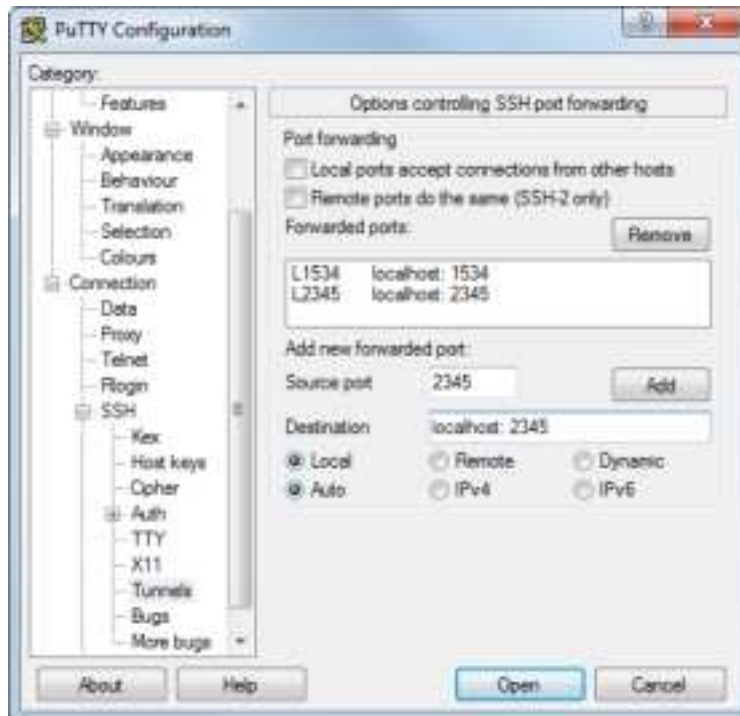 PuTTY Configuration
Category:
Features
Window
Appearance
Behaviour
Translation
Selection
Colours
Connection
Data
Proxy
Telnet
Rlogin
SSH
Kex
Host keys
Cipher
Auth
TTY
X11
Tunnels
Bugs
More bugs
Options controlling SSH port forwarding
Port forwarding
Local ports accept connections from other hosts
Remote ports do the same (SSH-2 only)
Forwarded ports:
Remove
L1534 localhost: 1534
L2345 localhost: 2345
Add new forwarded port:
Source port 2345 Add
Destination localhost: 2345
Local Remote Dynamic
Auto IPv4 IPv6
About Help Open Cancel